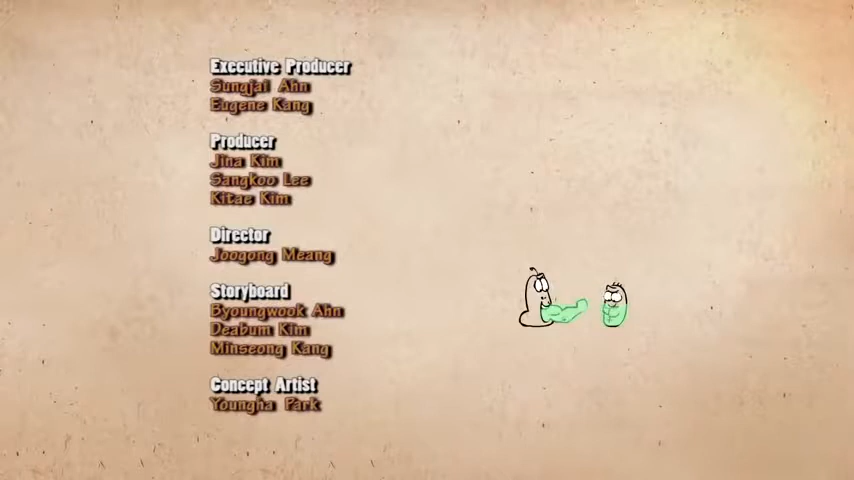 Executive Producer
Sungjai Ahn
Eugene Kang
Producer
Jina Kim
Sangkoo Lee
Kitae Kim
Director
Joogong Meang
Storyboard
Byoungwook Ahn
Deabum Kim
Minseong Kang
Concept Artist
Youngha Park